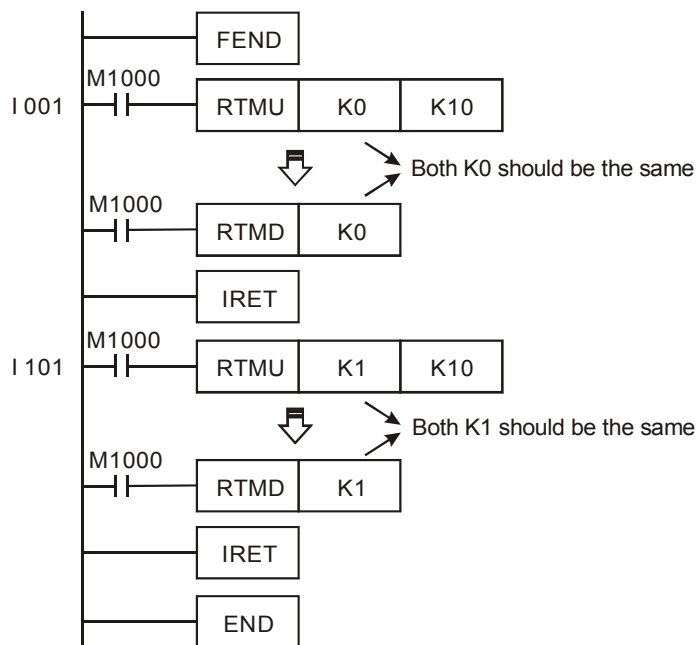 FEND
M1000
I 001
RTMU K0 K10
Both K0 should be the same
M1000
RTMD K0
IRET
M1000
I 101
RTMU K1 K10
Both K1 should be the same
M1000
RTMD K1
IRET
END